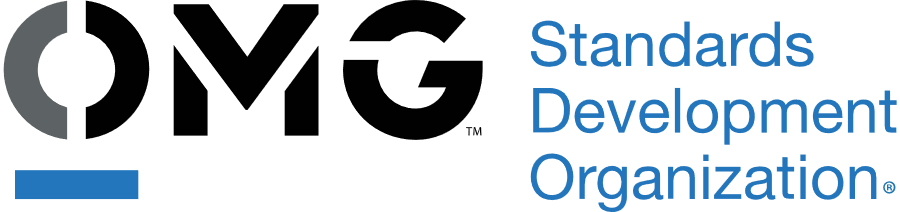 OMG™
Standards
Development
Organization®